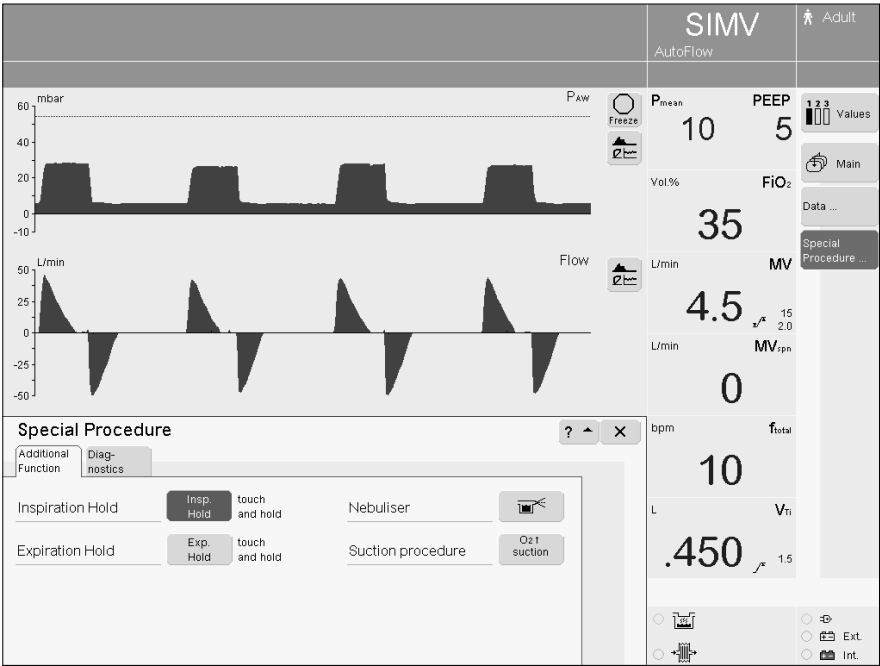 SIMV
AutoFlow
Adult
mbar
PAW
60
40
20
0
-10
Freeze
Pmean
PEEP
10
5
1 2 3
Values
Main
Vol.%
FiO2
35
Data ...
Special
Procedure ...
L/min
Flow
50
25
0
-25
-50
L/min
MV
4.5
15
2.0
L/min
MVspn
0
Special Procedure
?
Additional
Function
Diag-
nostics
bpm
ftotal
10
Inspiration Hold
Insp.
Hold
touch
and hold
Nebuliser
Expiration Hold
Exp.
Hold
touch
and hold
Suction procedure
O2↑
suction
L
VTi
.450
1.5
Ext.
Int.